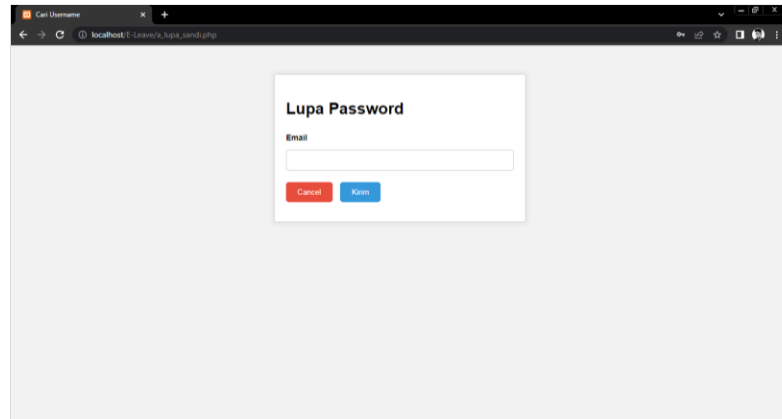 Cari Username
localhost/E-Leave/a_lupa_sandi.php
Lupa Password
Email
Cancel Kirim